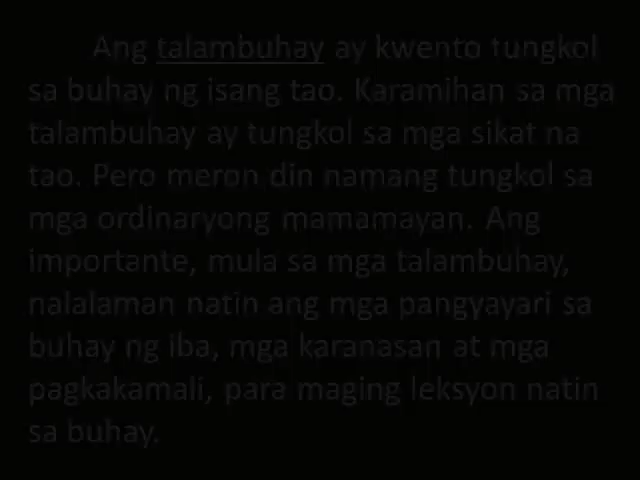 Ang talambuhay ay kwento tungkol
sa buhay ng isang tao. Karamihan sa mga
talambuhay ay tungkol sa mga sikat na
tao. Pero meron din namang tungkol sa
mga ordinaryong mamamayan. Ang
importante, mula sa mga talambuhay,
nalalaman natin ang mga pangyayari sa
buhay ng iba, mga karanasan at mga
pagkakamali, para maging leksyon natin
sa buhay.